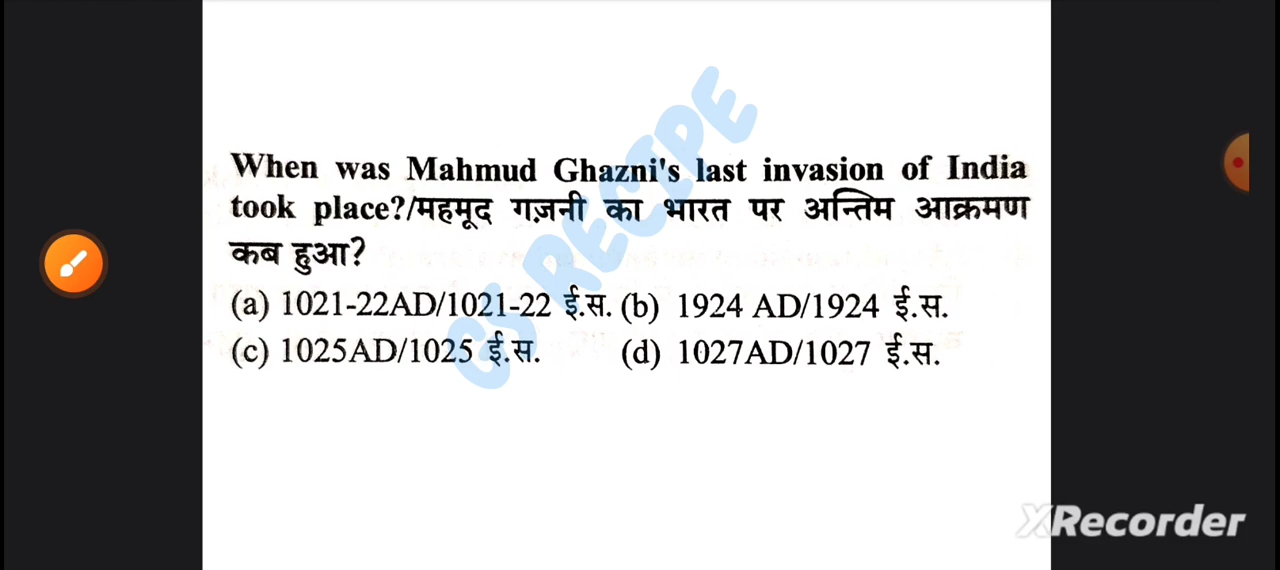 When was Mahmud Ghazni's last invasion of India
took place?/महमूद गज़नी का भारत पर अन्तिम आक्रमण
कब हुआ?
(a) 1021-22AD/1021-22 ई.स. (b) 1924 AD/1924 ई.स.
(c) 1025AD/1025 ई.स. (d) 1027AD/1027 ई.स.
GS RECIPE
XRecorder